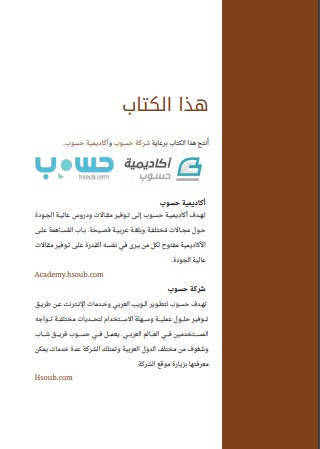 هذا الكتاب
أُنتج هذا الكتاب برعاية شركة حسوب وأكاديمية حسوب.
أكاديمية
حسوب
حسوب
hsoub.com
أكاديمية حسوب
تهدف أكاديمية حسوب إلى توفير مقالات ودروس عالية الجودة
حول مجالات مُختلفة وبلغة عربية فصيحة. باب المُساهمة على
الأكاديمية مفتوح لكل من يرى في نفسه القدرة على توفير مقالات
عالية الجودة.
Academy.hsoub.com
شركة حسوب
تهدف حسوب لتطوير الويب العربي وخدمات الإنترنت عن طريق
توفير حلول عملية وسهلة الاستخدام لتحديات مختلفة تواجه
المستخدمين في العالم العربي. يعمل في حسوب فريق شاب
وشغوف من مختلف الدول العربية وتمتلك الشركة عدة خدمات يمكن
معرفتها بزيارة موقع الشركة.
Hsoub.com